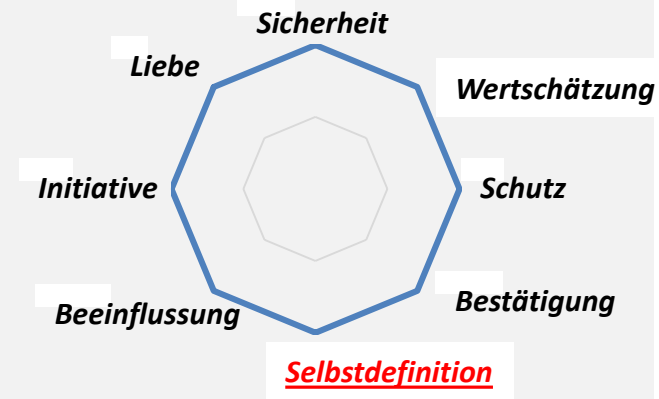 Sicherheit
Liebe
Wertschätzung
Initiative
Schutz
Beeinflussung
Bestätigung
Selbstdefinition